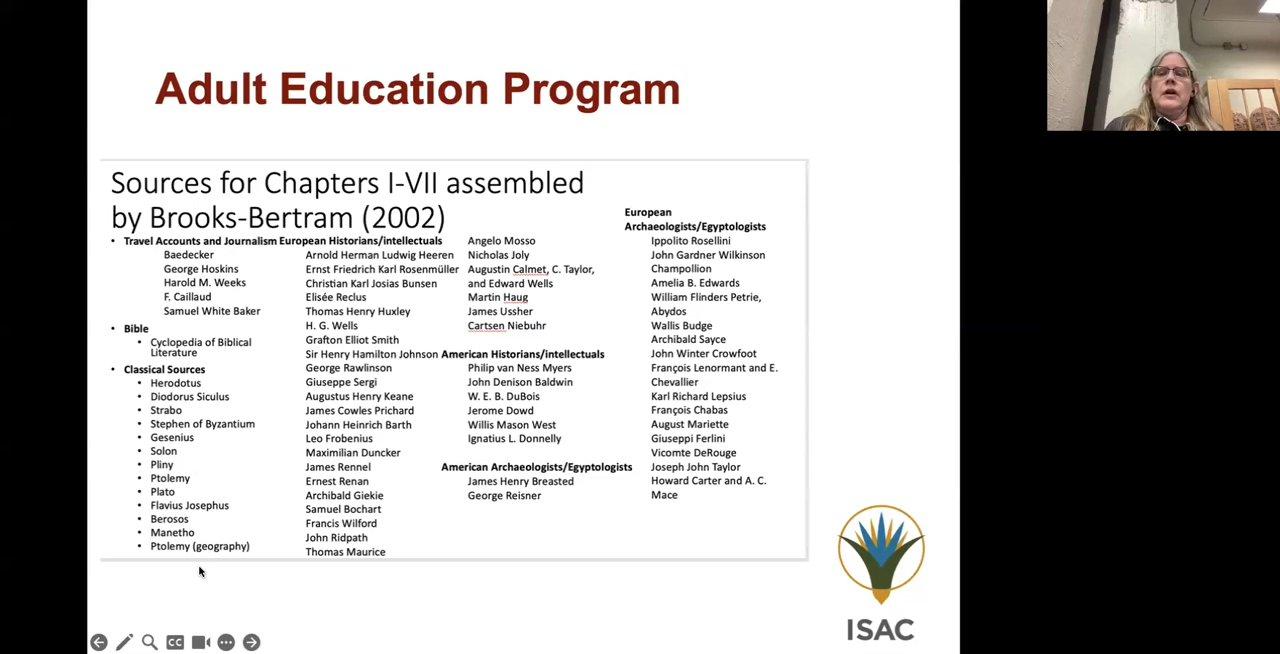 Adult Education Program
Sources for Chapters I-VII assembled
by Brooks-Bertram (2002)
• Travel Accounts and Journalism
Baedecker
George Hoskins
Harold M. Weeks
F. Caillaud
Samuel White Baker
• Bible
• Cyclopedia of Biblical
Literature
• Classical Sources
• Herodotus
• Diodorus Siculus
• Strabo
• Stephen of Byzantium
• Gesenius
• Solon
• Pliny
• Ptolemy
• Plato
• Flavius Josephus
• Berosos
• Manetho
• Ptolemy (geography)
European Historians/intellectuals
Arnold Herman Ludwig Heeren
Ernst Friedrich Karl Rosenmüller
Christian Karl Josias Bunsen
Elisée Reclus
Thomas Henry Huxley
H. G. Wells
Grafton Elliot Smith
Sir Henry Hamilton Johnson
George Rawlinson
Giuseppe Sergi
Augustus Henry Keane
James Cowles Prichard
Johann Heinrich Barth
Leo Frobenius
Maximilian Duncker
James Rennel
Ernest Renan
Archibald Giekie
Samuel Bochart
Francis Wilford
John Ridpath
Thomas Maurice
Angelo Mosso
Nicholas Joly
Augustin Calmet, C. Taylor,
and Edward Wells
Martin Haug
James Ussher
Cartsen Niebuhr
American Historians/intellectuals
Philip van Ness Myers
John Denison Baldwin
W. E. B. DuBois
Jerome Dowd
Willis Mason West
Ignatius L. Donnelly
American Archaeologists/Egyptologists
James Henry Breasted
George Reisner
European
Archaeologists/Egyptologists
Ippolito Rosellini
John Gardner Wilkinson
Champollion
Amelia B. Edwards
William Flinders Petrie,
Abydos
Wallis Budge
Archibald Sayce
John Winter Crowfoot
François Lenormant and E.
Chevallier
Karl Richard Lepsius
François Chabas
August Mariette
Giuseppi Ferlini
Vicomte DeRouge
Joseph John Taylor
Howard Carter and A. C.
Mace
ISAC
CC